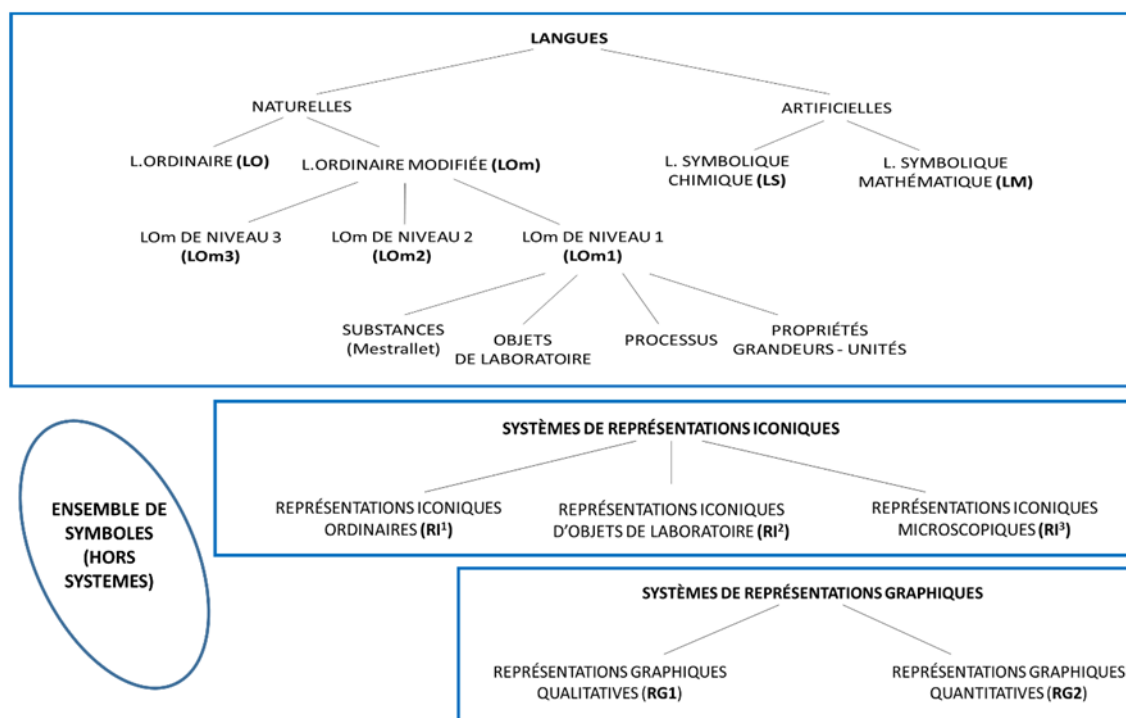 LANGUES
NATURELLES
ARTIFICIELLES
L.ORDINAIRE (LO)
L.ORDINAIRE MODIFIÉE (LOm)
L. SYMBOLIQUE
CHIMIQUE (LS)
L. SYMBOLIQUE
MATHÉMATIQUE (LM)
LOm DE NIVEAU 3
(LOm3)
LOm DE NIVEAU 2
(LOm2)
LOm DE NIVEAU 1
(LOm1)
SUBSTANCES
(Mestrallet)
OBJETS
DE LABORATOIRE
PROCESSUS
PROPRIÉTÉS
GRANDEURS - UNITÉS
ENSEMBLE DE
SYMBOLES
(HORS
SYSTEMES)
SYSTÈMES DE REPRÉSENTATIONS ICONIQUES
REPRÉSENTATIONS ICONIQUES
ORDINAIRES (RI¹)
REPRÉSENTATIONS ICONIQUES
D'OBJETS DE LABORATOIRE (RI²)
REPRÉSENTATIONS ICONIQUES
MICROSCOPIQUES (RI³)
SYSTÈMES DE REPRÉSENTATIONS GRAPHIQUES
REPRÉSENTATIONS GRAPHIQUES
QUALITATIVES (RG1)
REPRÉSENTATIONS GRAPHIQUES
QUANTITATIVES (RG2)